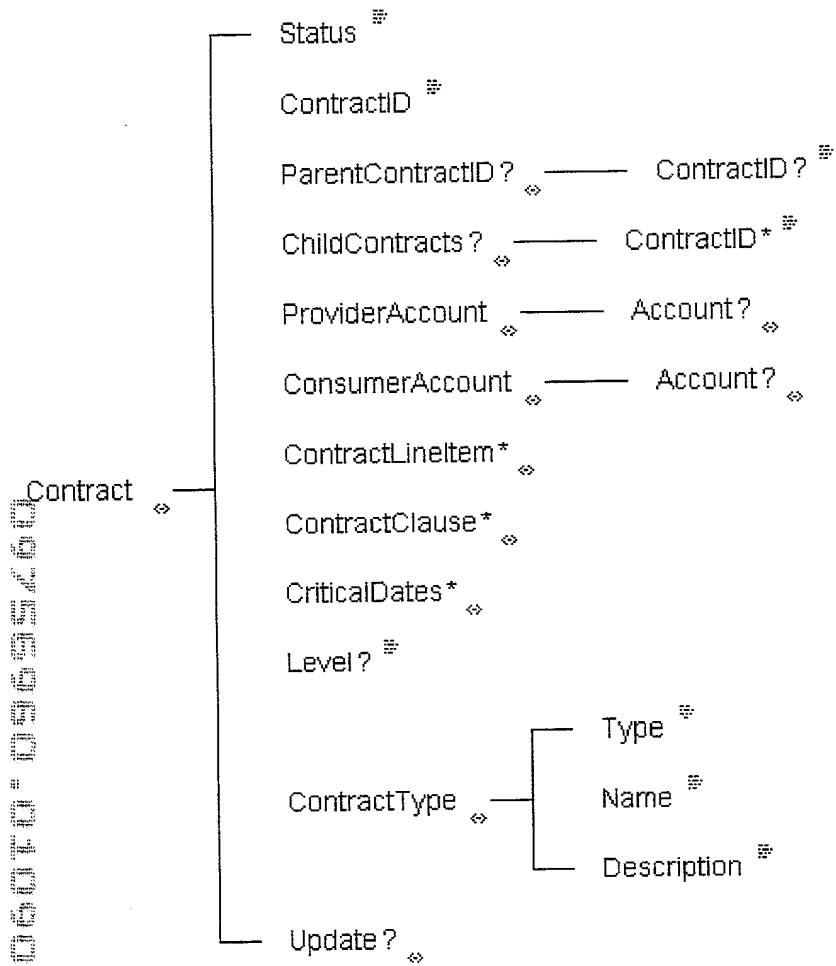 Status
ContractID
ParentContractID? ContractID?
ChildContracts? ContractID*
ProviderAccount Account?
ConsumerAccount Account?
ContractLineItem*
Contract
ContractClause*
CriticalDates*
Level?
Type
ContractType Name
Description
Update?